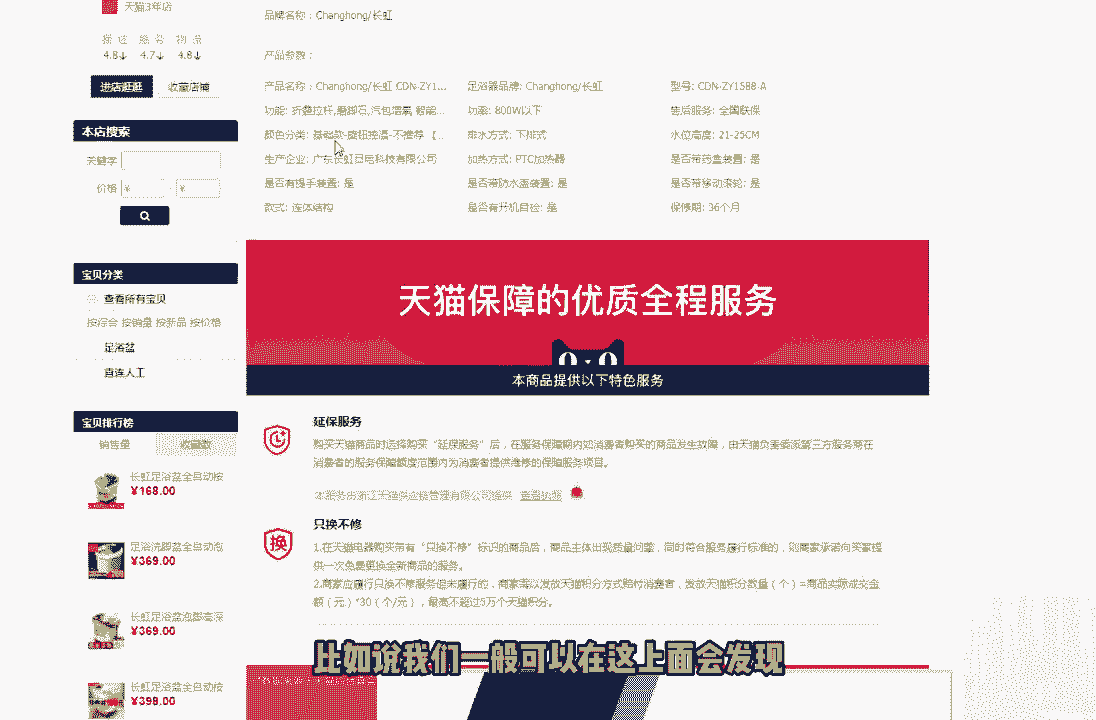 天猫3年店
描述 服务 物流
4.8↓ 4.7↓ 4.8↓
进店逛逛 收藏店铺
本店搜索
关键字
价格 ¥ - ¥
宝贝分类
查看所有宝贝
按综合 按销量 按新品 按价格
足浴盆
直连人工
宝贝排行榜
销售量 收藏数
长虹足浴盆全自动按
¥168.00
足浴洗脚盆全自动泡
¥369.00
长虹足浴盆泡脚高深
¥369.00
长虹足浴盆全自动按
¥398.00
品牌名称：Changhong/长虹
产品参数：
产品名称：Changhong/长虹 CDN-ZY1... 足浴器品牌: Changhong/长虹 型号: CDN-ZY15B8-A
功能: 折叠拉杆,磨脚石,汽包增氧,智能... 功率: 800W以下 售后服务: 全国联保
颜色分类: 基础款-旋钮控温-不推荐 【... 排水方式: 下排式 水位高度: 21-25CM
生产企业: 广东长虹日电科技有限公司 加热方式: PTC加热器 是否带药盒装置: 是
是否有提手装置: 是 是否带防水盖装置: 是 是否带移动滚轮: 是
款式: 连体结构 是否有开机自检: 是 保修期: 36个月
天猫保障的优质全程服务
本商品提供以下特色服务
延保服务
购买天猫商品时选择购买“延保服务”后，在服务保障期内如消费者购买的商品发生故障，由天猫负责委派第三方服务商在
消费者的服务保障额度范围内为消费者提供维修的保障服务项目。
本服务由浙江天猫供应链管理有限公司提供 查看执照
换
只换不修
1.在天猫电器购买带有“只换不修”标识的商品后，商品主体出现质量问题，同时符合服务履行标准的，则商家承诺向买家提
供一次免费更换全新商品的服务。
2.商家应履行只换不修服务但未履行的，商家需以发放天猫积分方式赔付消费者，发放天猫积分数量（个）=商品实际成交金
额（元）*30（个/元），最高不超过5万个天猫积分。
比如说我们一般可以在这上面会发现